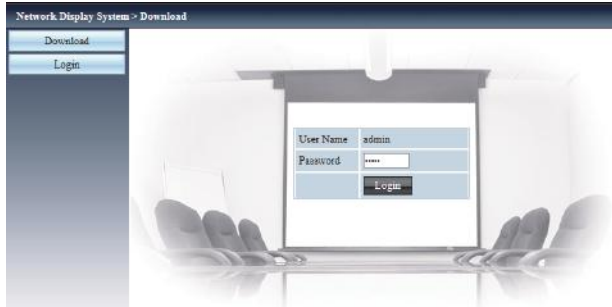 Network Display System > Download
Download
Login
User Name admin
Password •••••
Login